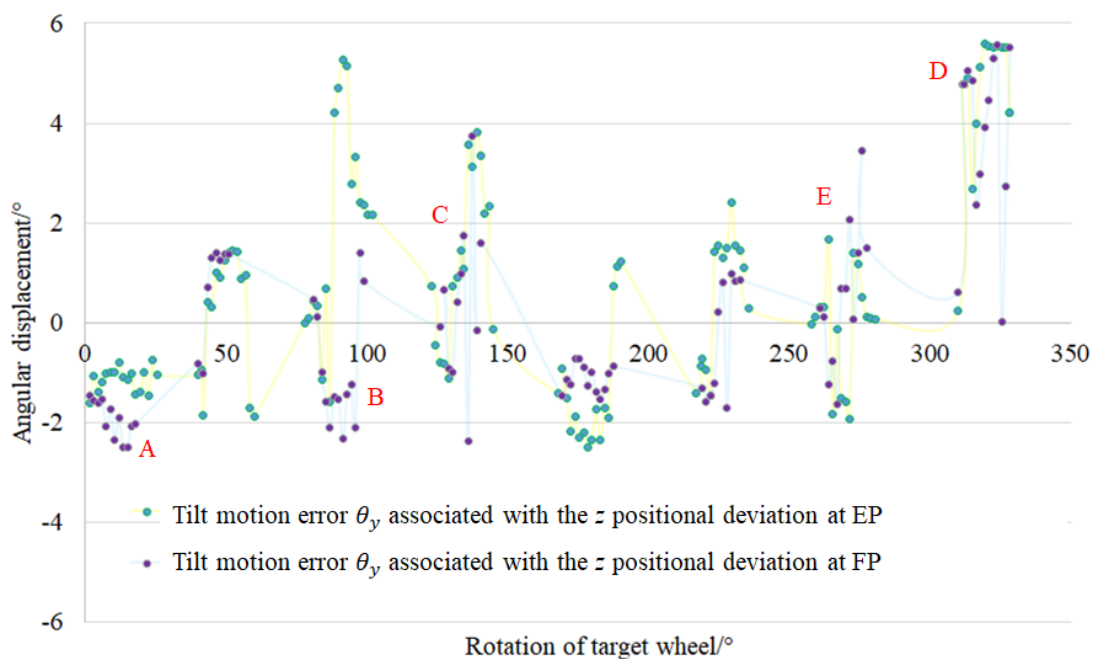 6
D
4
E
C
2
0
0
50
100
150
200
250
300
350
B
-2
A
-4
Tilt motion error θy associated with the z positional deviation at EP
Tilt motion error θy associated with the z positional deviation at FP
-6
Angular displacement/°
Rotation of target wheel/°